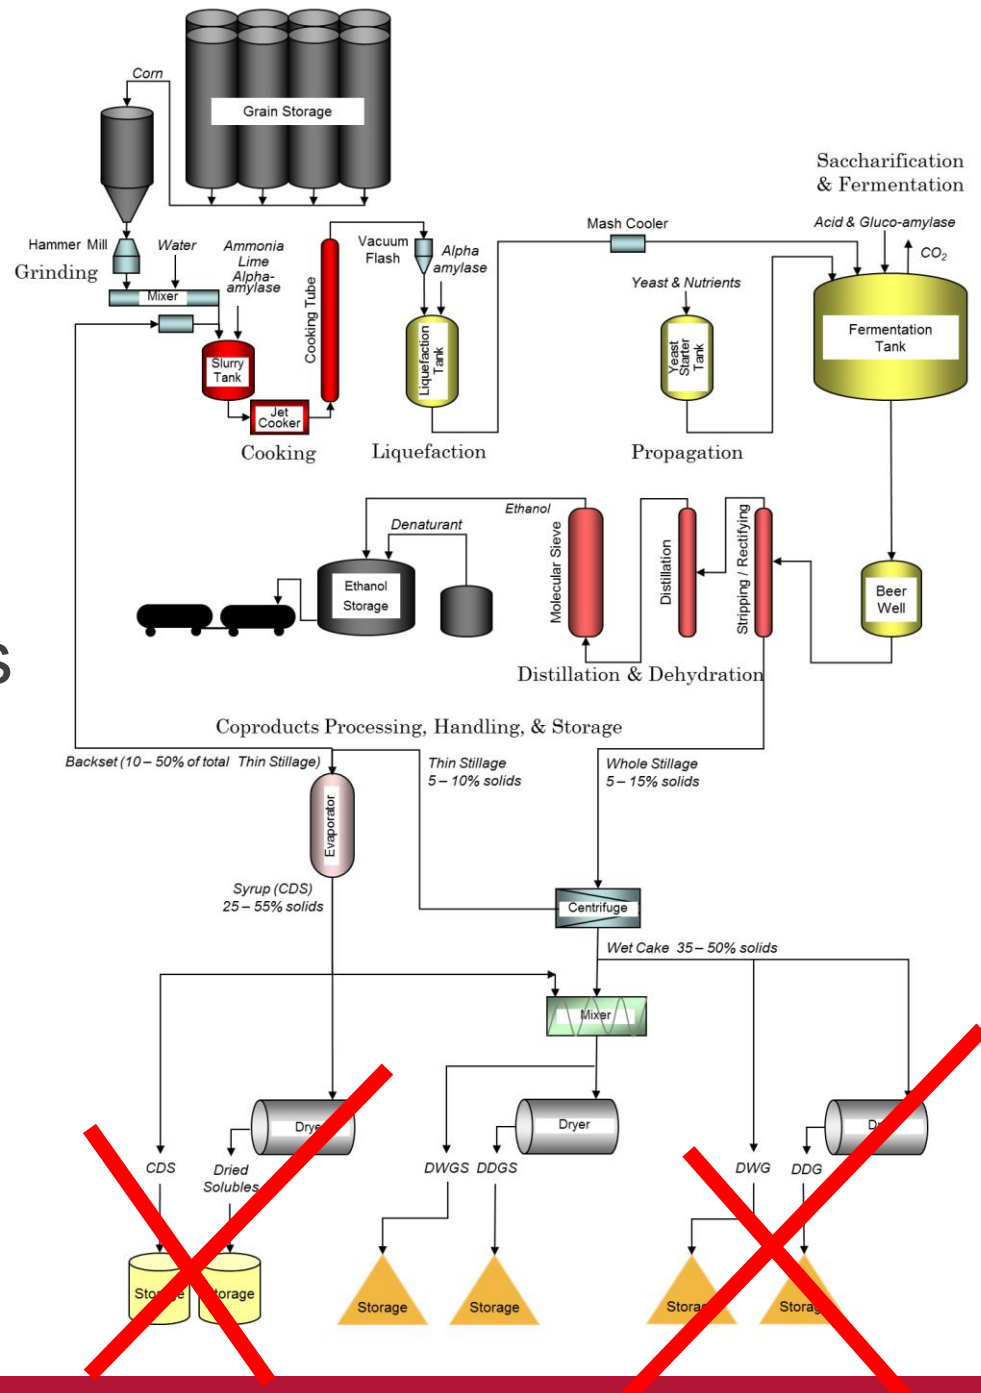 Corn
Grain Storage
Saccharification
& Fermentation
Acid & Gluco-amylase
CO2
Mash Cooler
Hammer Mill
Grinding
Water
Ammonia
Lime
Alpha-
amylase
Mixer
Cooking Tube
Vacuum
Flash
Alpha
amylase
Yeast & Nutrients
Fermentation
Tank
Slurry
Tank
Liquefaction
Tank
Yeast
Starter
Tank
Jet
Cooker
Cooking
Liquefaction
Propagation
Ethanol
Denaturant
Molecular Sieve
Distillation
Stripping / Rectifying
Ethanol
Storage
Beer
Well
s
Distillation & Dehydration
Coproducts Processing, Handling, & Storage
Backset (10 – 50% of total Thin Stillage)
Thin Stillage
5 – 10% solids
Whole Stillage
5 – 15% solids
Evaporator
Syrup (CDS)
25 – 55% solids
Centrifuge
Wet Cake 35 – 50% solids
Mixer
Dryer
Dryer
CDS
Dried
Solubles
DWGS
DDGS
DWG
DDG
Storage
Storage
Storage
Storage